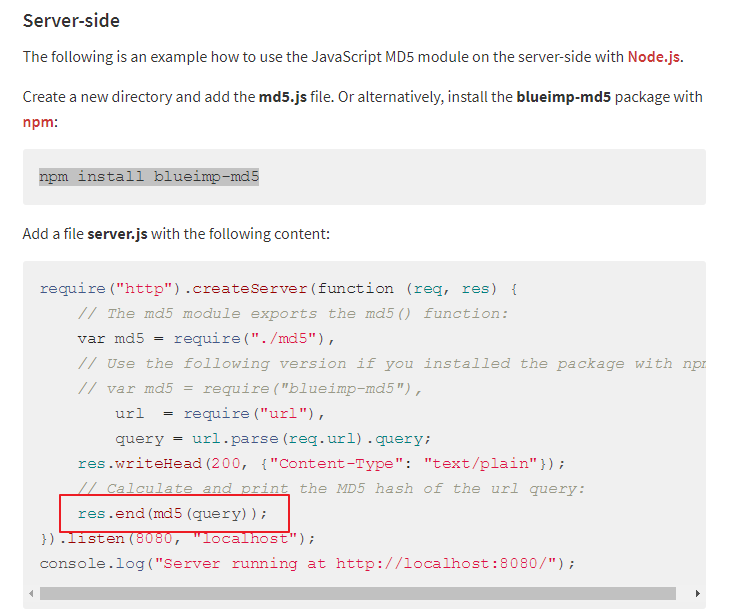 Server-side
The following is an example how to use the JavaScript MD5 module on the server-side with Node.js.
Create a new directory and add the md5.js file. Or alternatively, install the blueimp-md5 package with
npm:
npm install blueimp-md5
Add a file server.js with the following content:
require("http").createServer(function (req, res) {
    // The md5 module exports the md5() function:
    var md5 = require("./md5"),
    // Use the following version if you installed the package with npm
    // var md5 = require("blueimp-md5"),
        url  = require("url"),
        query = url.parse(req.url).query;
    res.writeHead(200, {"Content-Type": "text/plain"});
    // Calculate and print the MD5 hash of the url query:
    res.end(md5(query));
}).listen(8080, "localhost");
console.log("Server running at http://localhost:8080/");